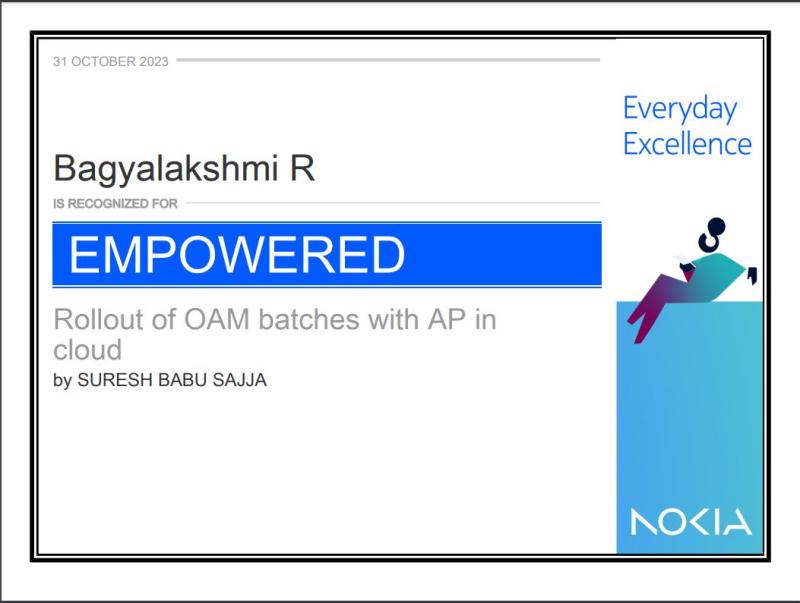 31 OCTOBER 2023
Everyday
Excellence
Bagyalakshmi R
IS RECOGNIZED FOR
EMPOWERED
Rollout of OAM batches with AP in
cloud
by SURESH BABU SAJJA
NOKIA